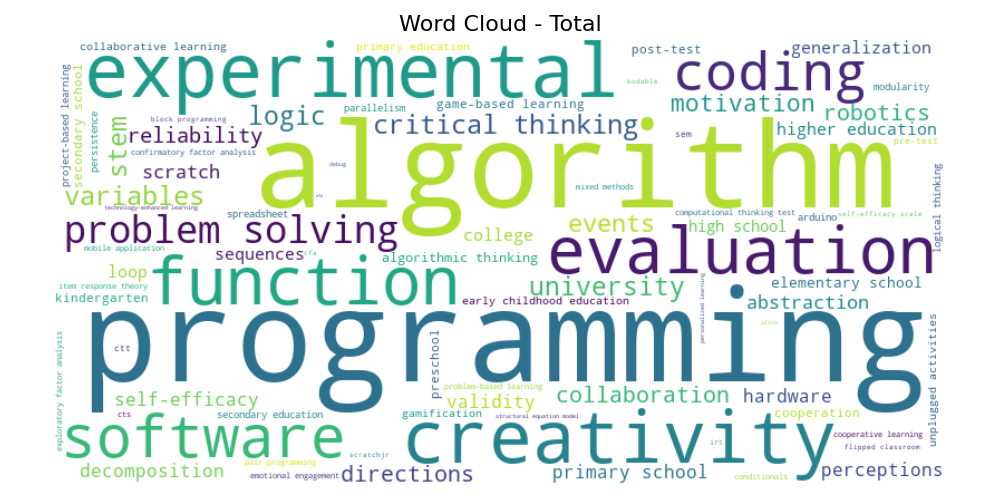 Word Cloud - Total
collaborative learning
primary education
post-test
generalization
experimental
coding
kodable
modularity
project-based learning
secondary school
persistence
stem
block programming
logic
parallelism
game-based learning
motivation
robotics
reliability
critical thinking
sem
higher education
pre-test
confirmatory factor analysis
debug
algorithm
scratch
mixed methods
variables
efa
logical thinking
technology-enhanced learning
spreadsheet
computational thinking test
arduino
self-efficacy scale
problem solving
college
events
high school
evaluation
mobile application
sequences
cfa
algorithmic thinking
item response theory
loop
function
university
elementary school
kindergarten
early childhood education
personalized learning
abstraction
programming
alice
unplugged activities
exploratory factor analysis
ctt
preschool
problem-based learning
self-efficacy
validity
collaboration
hardware
cts
secondary education
gamification
structural equation model
cooperation
software
creativity
cooperative learning
irt
flipped classroom
scratchjr
decomposition
pair programming
emotional engagement
directions
primary school
conditionals
perceptions